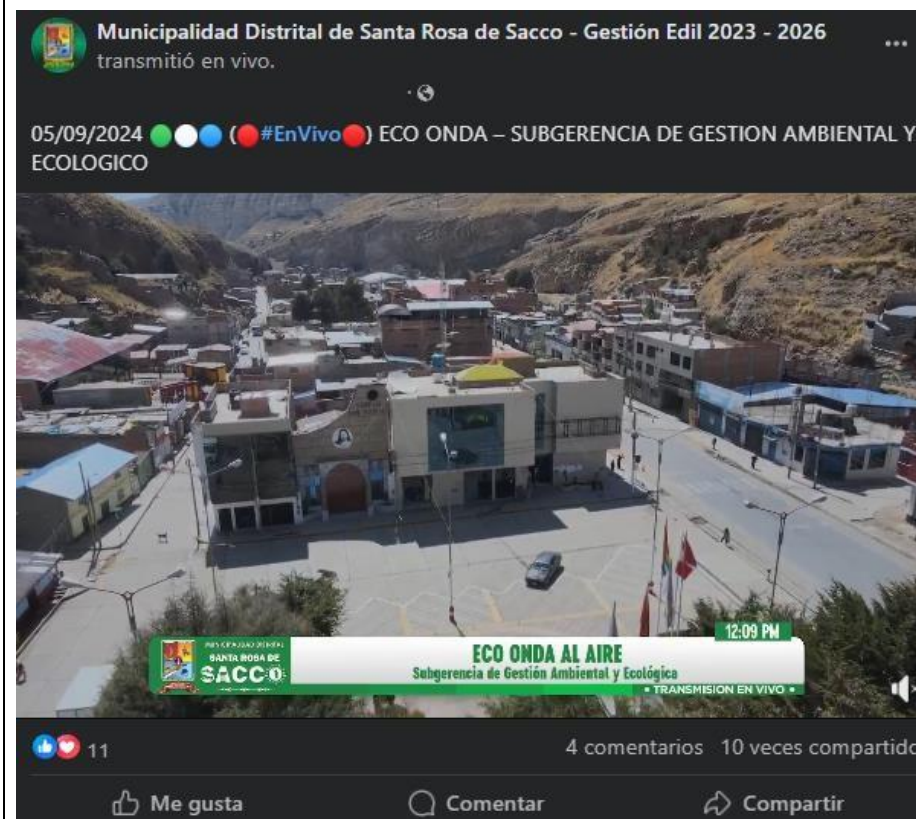 Municipalidad Distrital de Santa Rosa de Sacco - Gestión Edil 2023 - 2026
transmitió en vivo.
05/09/2024 🟢⚪🔵 (🔴#EnVivo🔴) ECO ONDA – SUBGERENCIA DE GESTION AMBIENTAL Y
ECOLOGICO
12:09 PM
MUNICIPALIDAD DISTRITAL
SANTA ROSA DE
SACCO
ECO ONDA AL AIRE
Subgerencia de Gestión Ambiental y Ecológica
• TRANSMISION EN VIVO •
11
4 comentarios 10 veces compartido
Me gusta
Comentar
Compartir